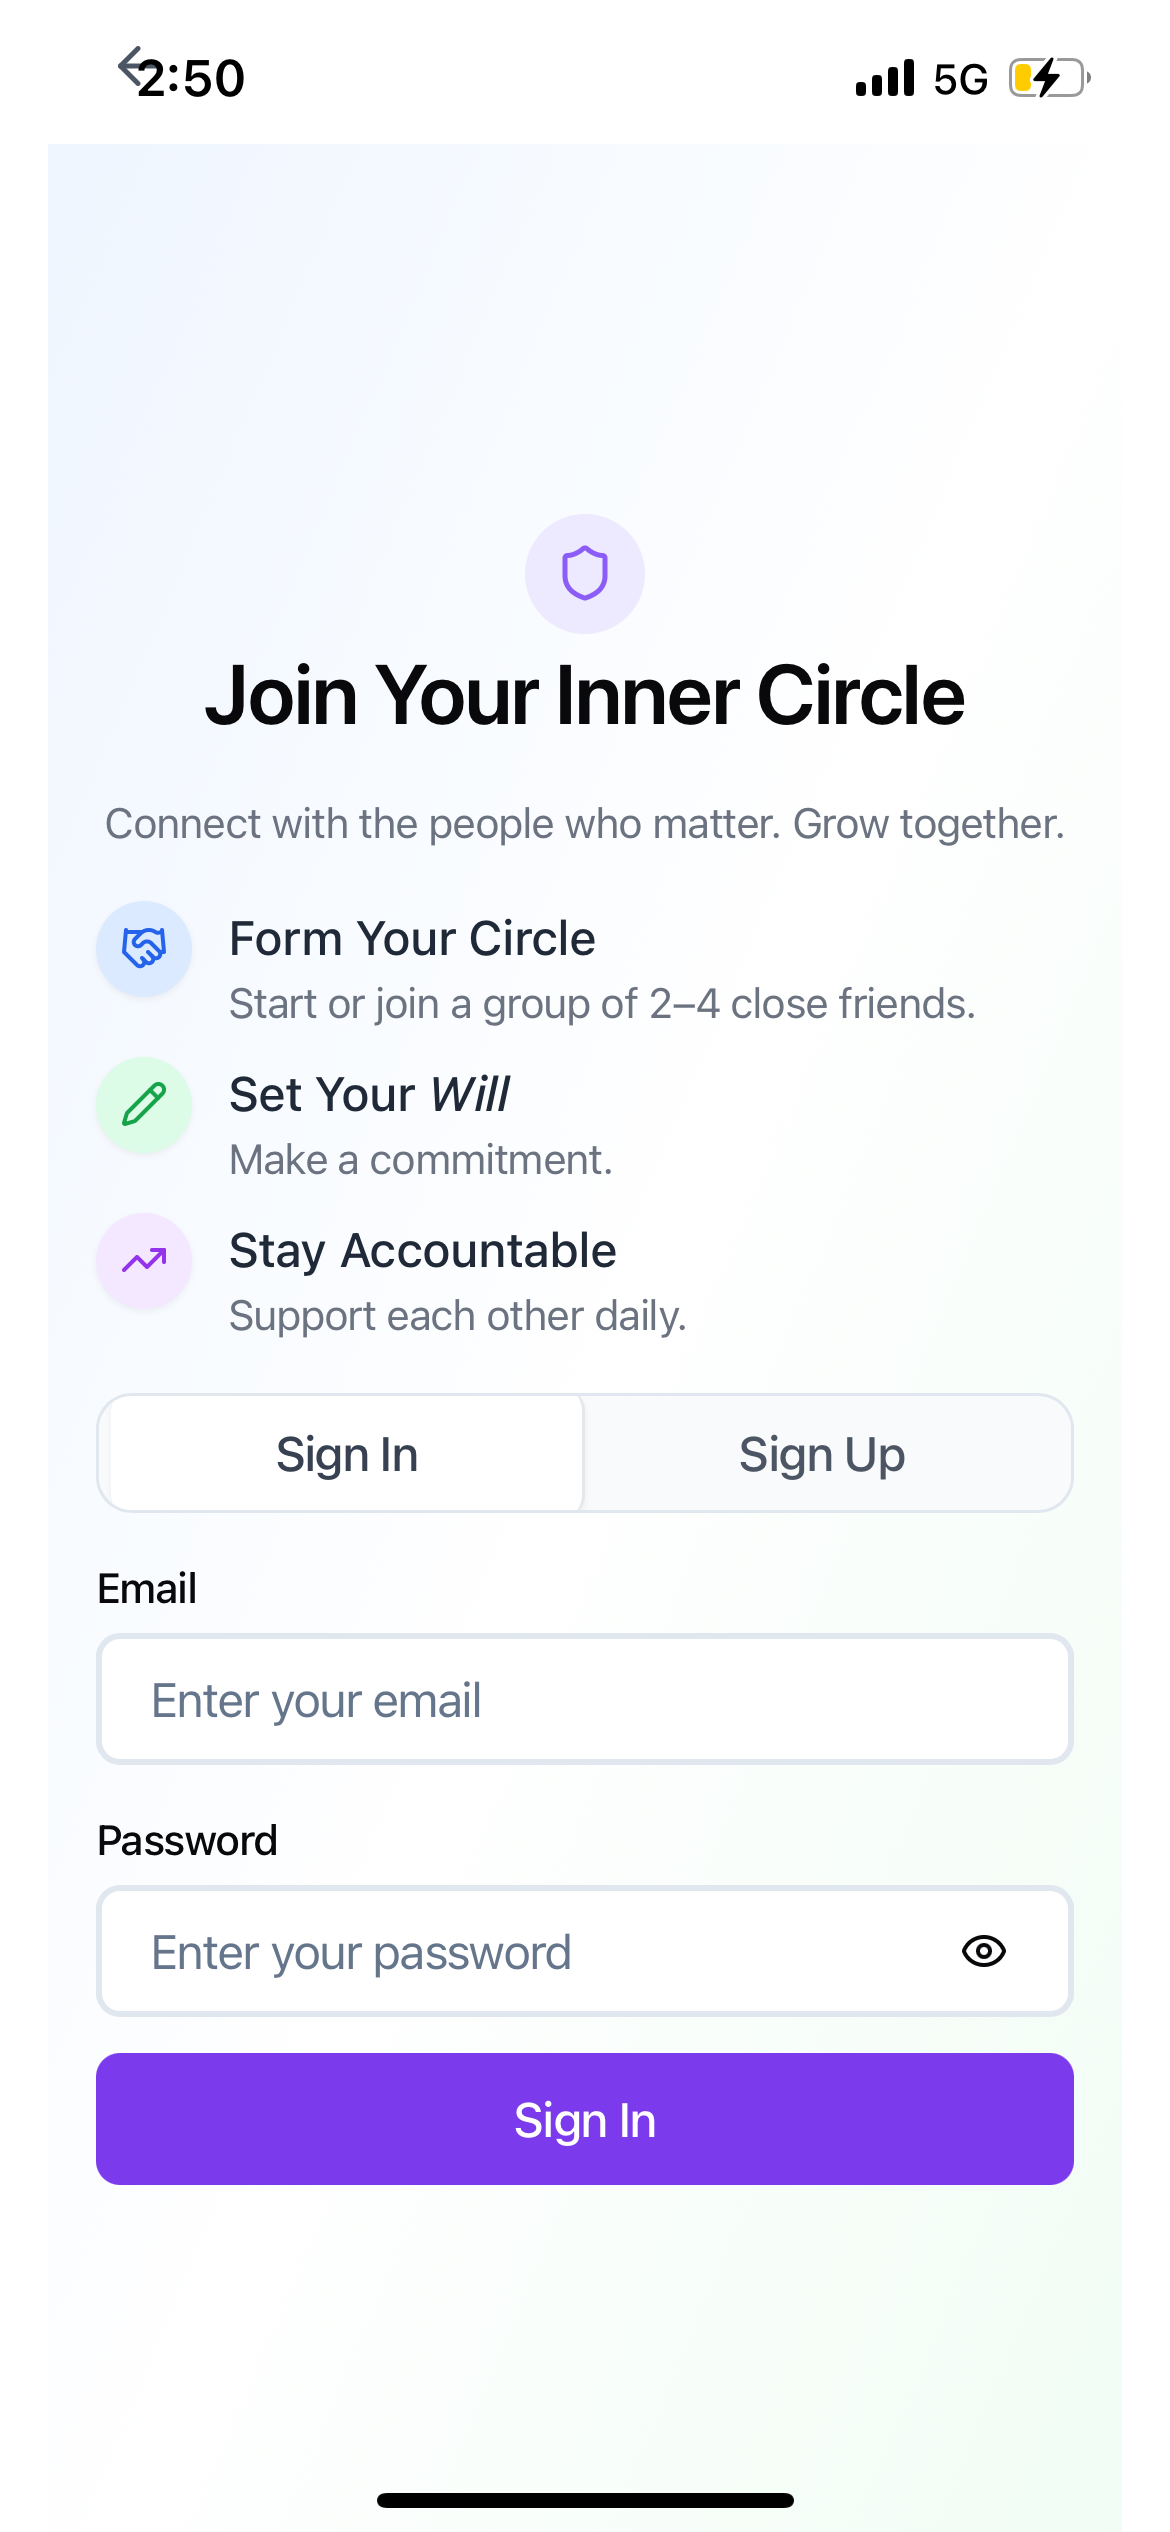 2:50
5G
Join Your Inner Circle
Connect with the people who matter. Grow together.
Form Your Circle
Start or join a group of 2–4 close friends.
Set Your Will
Make a commitment.
Stay Accountable
Support each other daily.
Sign In
Sign Up
Email
Enter your email
Password
Enter your password
Sign In